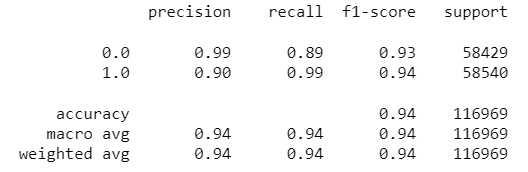 precision recall f1-score support
0.0 0.99 0.89 0.93 58429
1.0 0.90 0.99 0.94 58540
accuracy 0.94 116969
macro avg 0.94 0.94 0.94 116969
weighted avg 0.94 0.94 0.94 116969